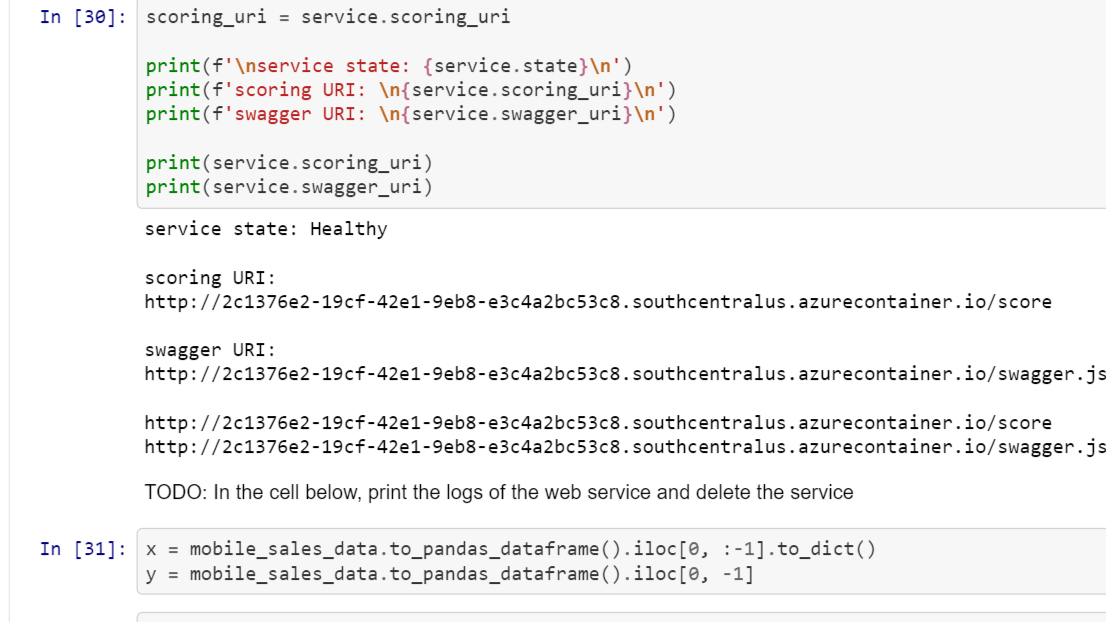 In [30]: scoring_uri = service.scoring_uri
print(f'\nservice state: {service.state}\n')
print(f'scoring URI: \n{service.scoring_uri}\n')
print(f'swagger URI: \n{service.swagger_uri}\n')
print(service.scoring_uri)
print(service.swagger_uri)
service state: Healthy
scoring URI:
http://2c1376e2-19cf-42e1-9eb8-e3c4a2bc53c8.southcentralus.azurecontainer.io/score
swagger URI:
http://2c1376e2-19cf-42e1-9eb8-e3c4a2bc53c8.southcentralus.azurecontainer.io/swagger.js
http://2c1376e2-19cf-42e1-9eb8-e3c4a2bc53c8.southcentralus.azurecontainer.io/score
http://2c1376e2-19cf-42e1-9eb8-e3c4a2bc53c8.southcentralus.azurecontainer.io/swagger.js
TODO: In the cell below, print the logs of the web service and delete the service
In [31]: x = mobile_sales_data.to_pandas_dataframe().iloc[0, :-1].to_dict()
y = mobile_sales_data.to_pandas_dataframe().iloc[0, -1]